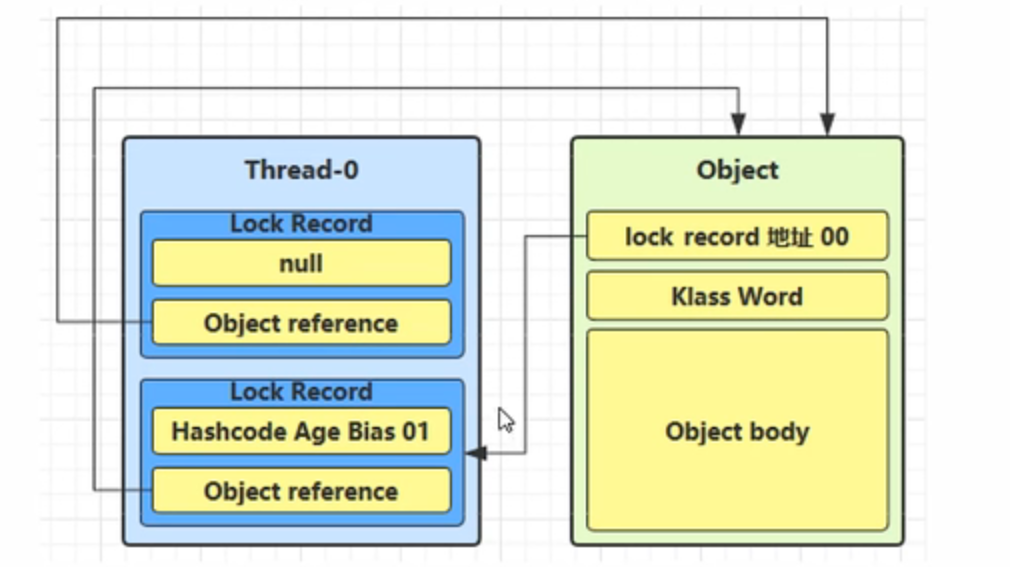 Thread-0
Lock Record
null
Object reference
Lock Record
Hashcode Age Bias 01
Object reference
Object
lock record 地址 00
Klass Word
Object body